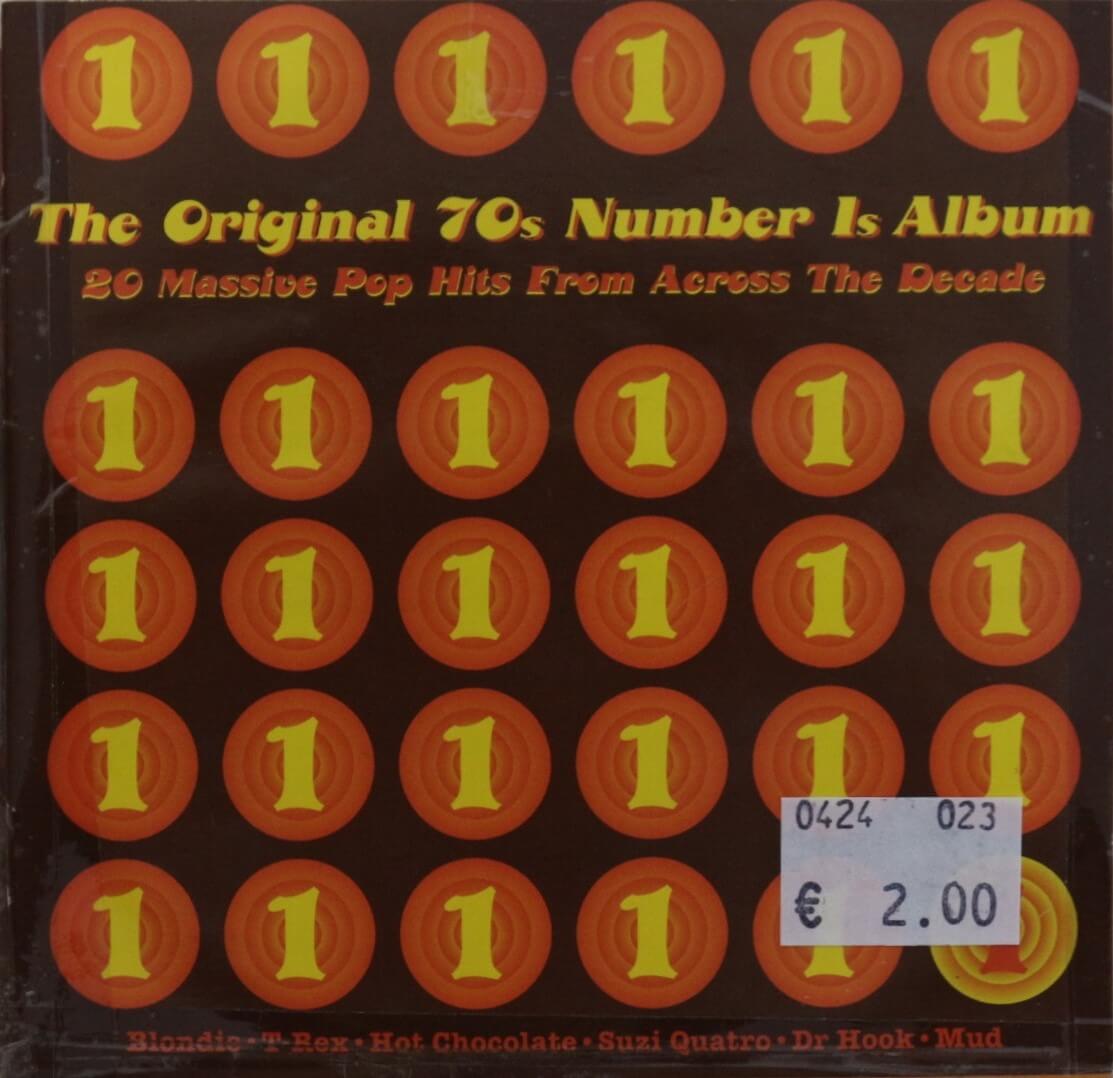 1 1 1 1 1 1
The Original 70s Number 1s Album
20 Massive Pop Hits From Across The Decade
1 1 1 1 1 1
1 1 1 1 1 1
1 1 1 1 1 1
0424 023
€ 2.00
1 1 1 1 1 1
Blondie · T-Rex · Hot Chocolate · Suzi Quatro · Dr Hook · Mud